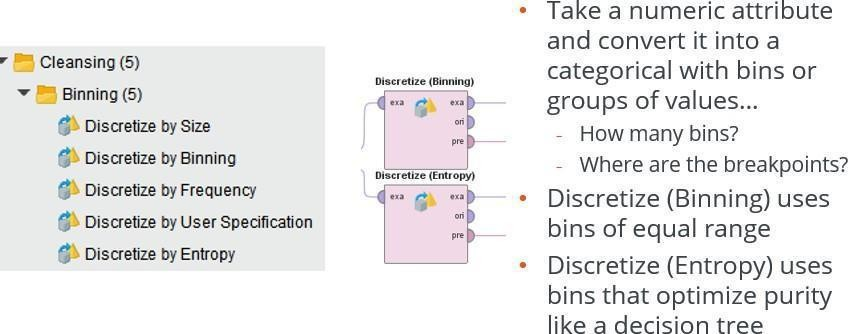 Cleansing (5)
Binning (5)
Discretize by Size
Discretize by Binning
Discretize by Frequency
Discretize by User Specification
Discretize by Entropy
Discretize (Binning)
exa exa
ori
pre
Discretize (Entropy)
exa exa
ori
pre
• Take a numeric attribute
and convert it into a
categorical with bins or
groups of values...
- How many bins?
- Where are the breakpoints?
• Discretize (Binning) uses
bins of equal range
• Discretize (Entropy) uses
bins that optimize purity
like a decision tree